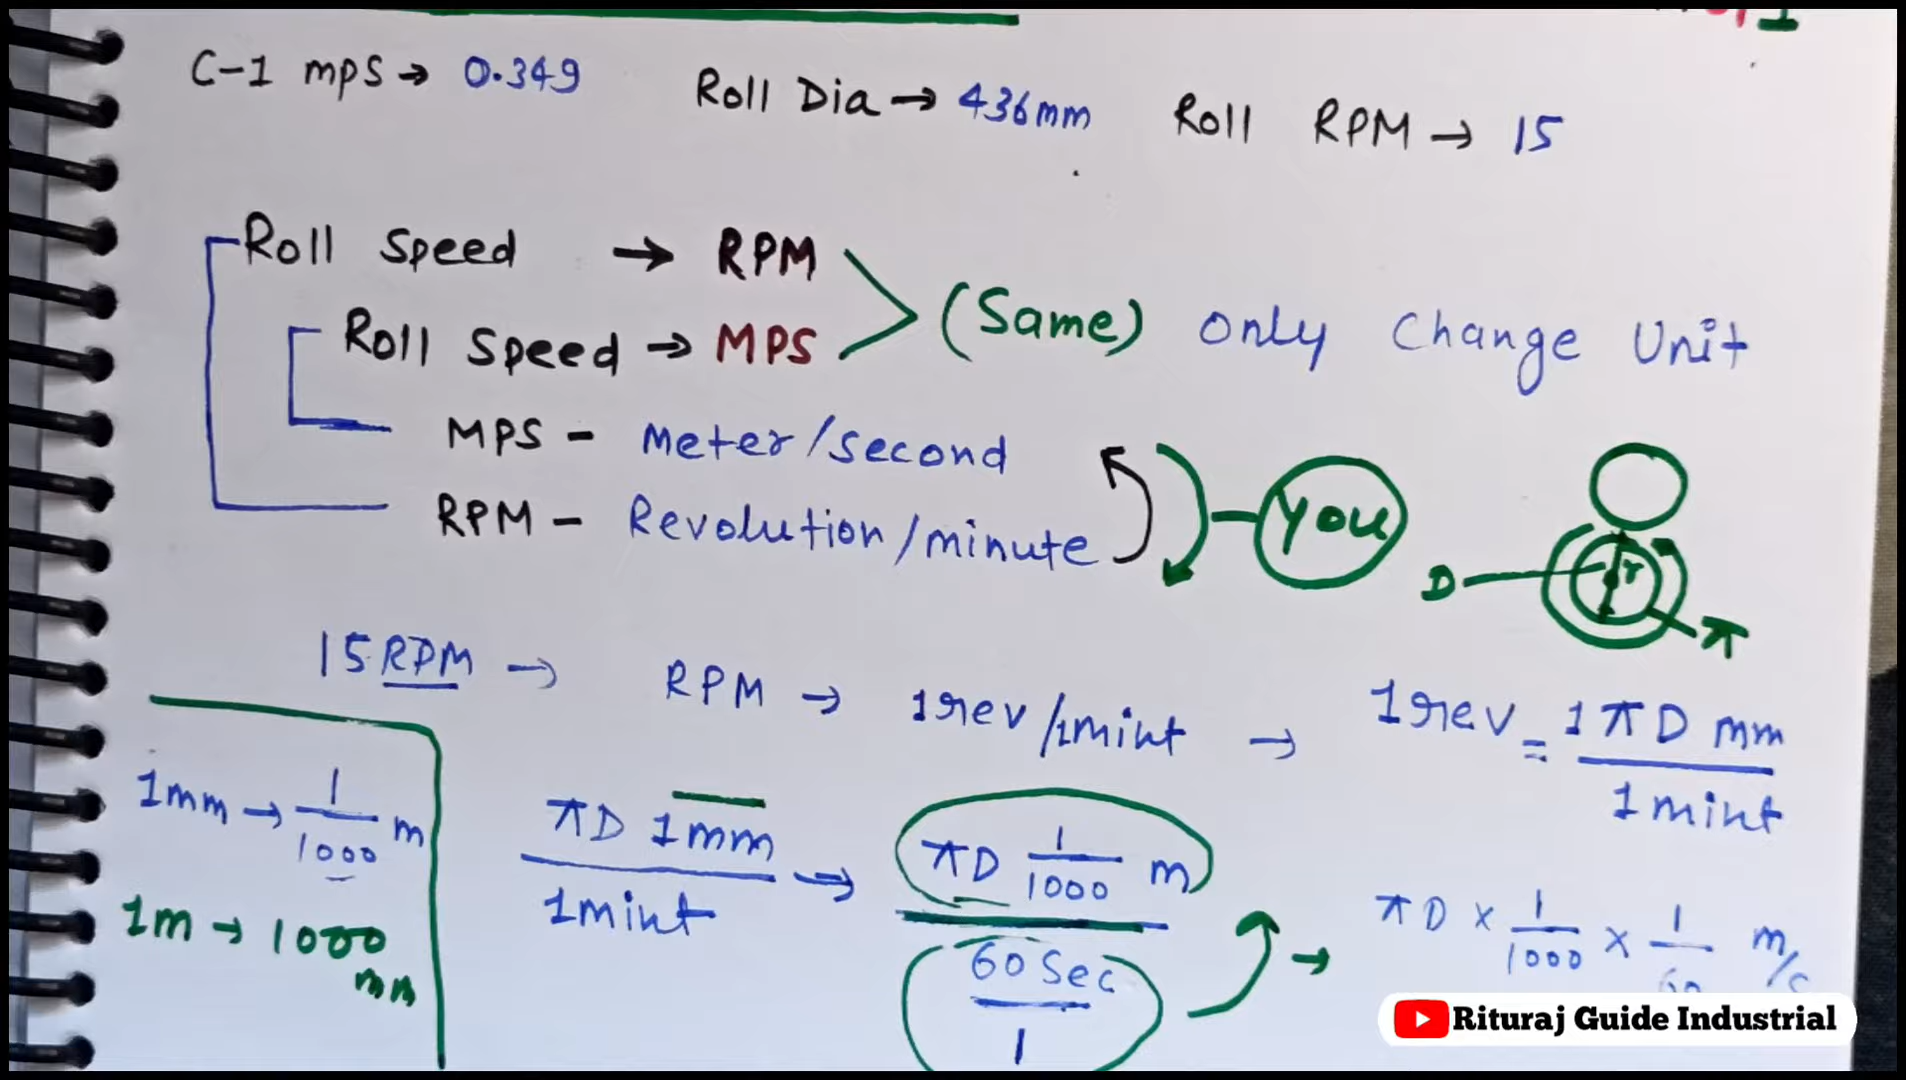 C-1 mps → 0.349 Roll Dia → 436mm Roll RPM → 15
Roll Speed → RPM
Roll Speed → MPS
(Same) Only Change Unit
MPS - Meter/second
RPM - Revolution/minute
You
D
r
π
15 RPM → RPM → 1rev/1mint → 1rev = 1πD mm / 1mint
1mm → 1/1000 m
1m → 1000 mm
πD 1mm / 1mint → πD 1/1000 m / 60 Sec / 1 → πD × 1/1000 × 1/60 m/s
Rituraj Guide Industrial